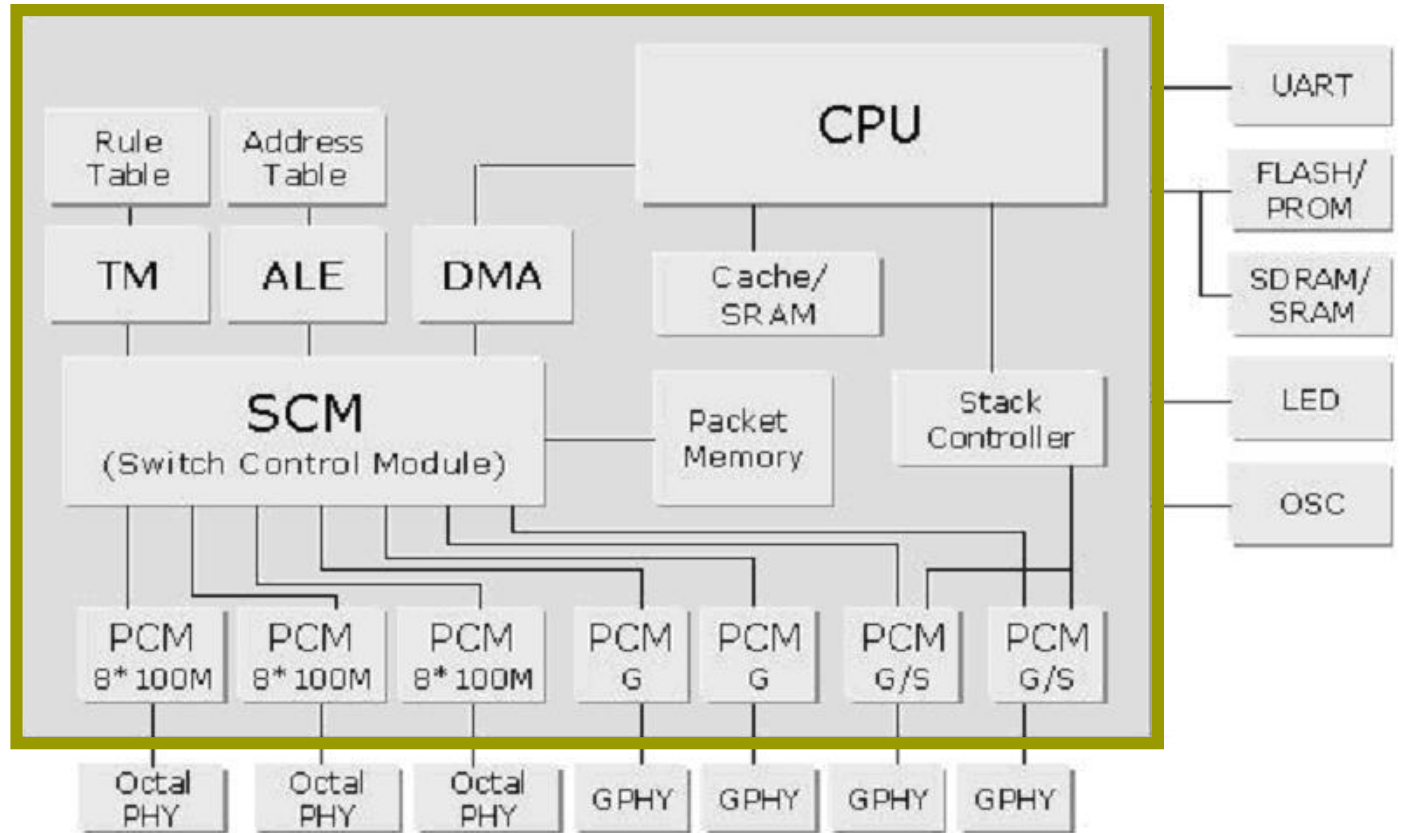 CPU
UART
Rule
Table
Address
Table
FLASH/
PROM
TM
ALE
DMA
Cache/
SRAM
SDRAM/
SRAM
SCM
(Switch Control Module)
Packet
Memory
Stack
Controller
LED
OSC
PCM
8*100M
PCM
8*100M
PCM
8*100M
PCM
G
PCM
G
PCM
G/S
PCM
G/S
Octal
PHY
Octal
PHY
Octal
PHY
GPHY
GPHY
GPHY
GPHY